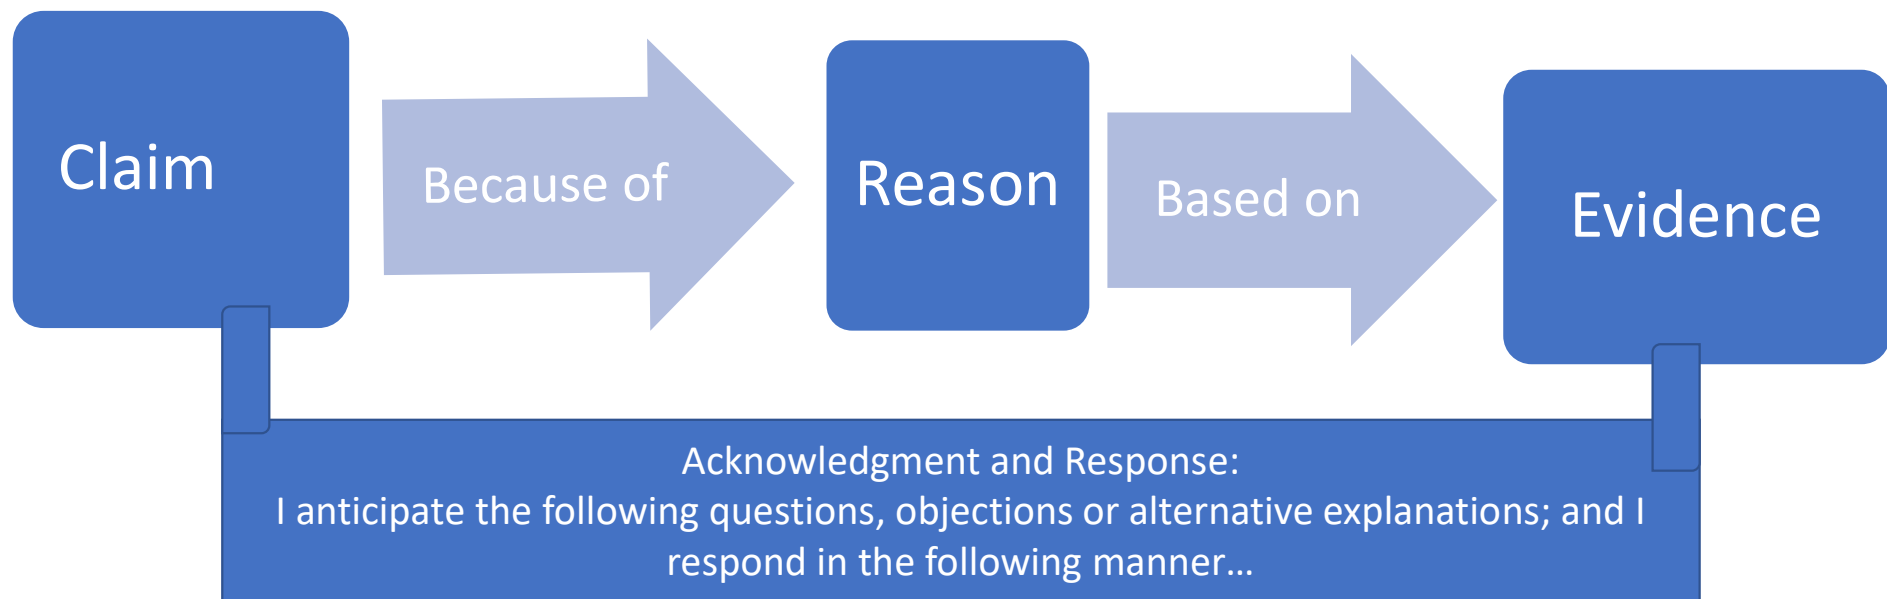 Claim
Because of
Reason
Based on
Evidence
Acknowledgment and Response:
I anticipate the following questions, objections or alternative explanations; and I
respond in the following manner…